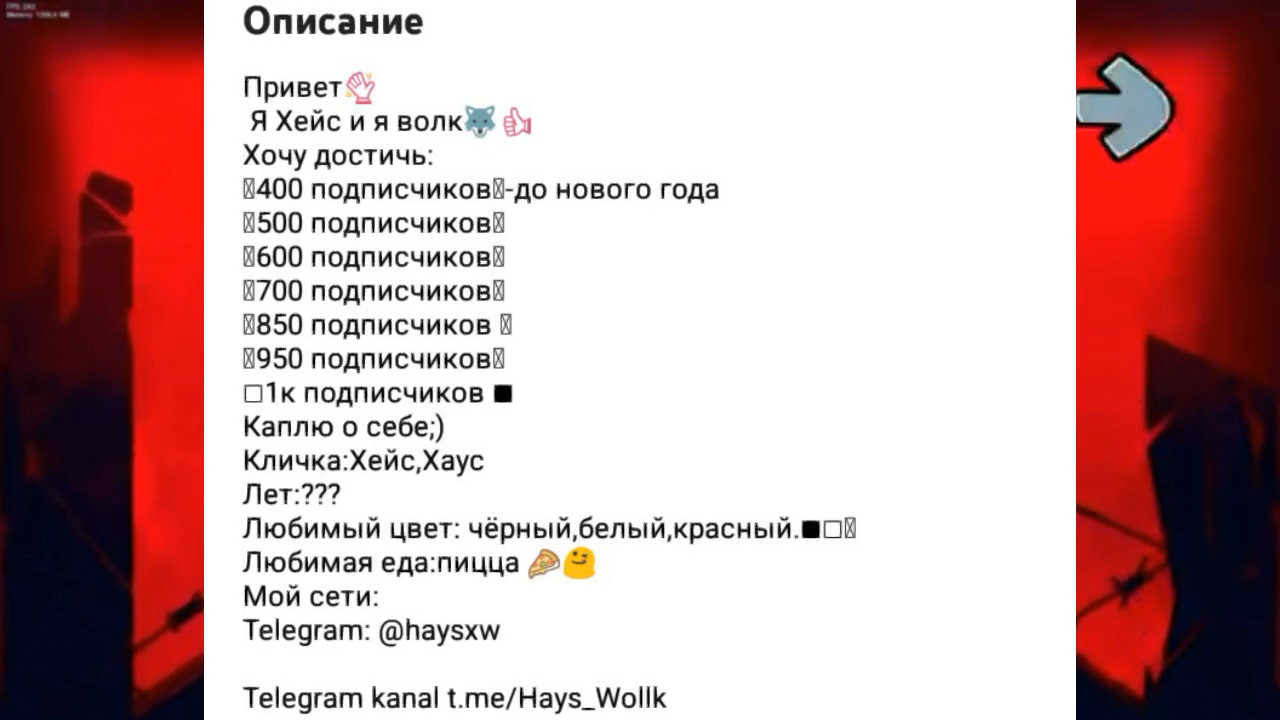 Описание
Привет👋
Я Хейс и я волк🐺👍
Хочу достичь:
400 подписчиков-до нового года
500 подписчиков
600 подписчиков
700 подписчиков
850 подписчиков
950 подписчиков
□1к подписчиков ■
Каплю о себе;)
Кличка:Хейс,Хаус
Лет:???
Любимый цвет: чёрный,белый,красный.■□
Любимая еда:пицца 🍕
Мой сети:
Telegram: @haysxw
Telegram kanal t.me/Hays_Wollk